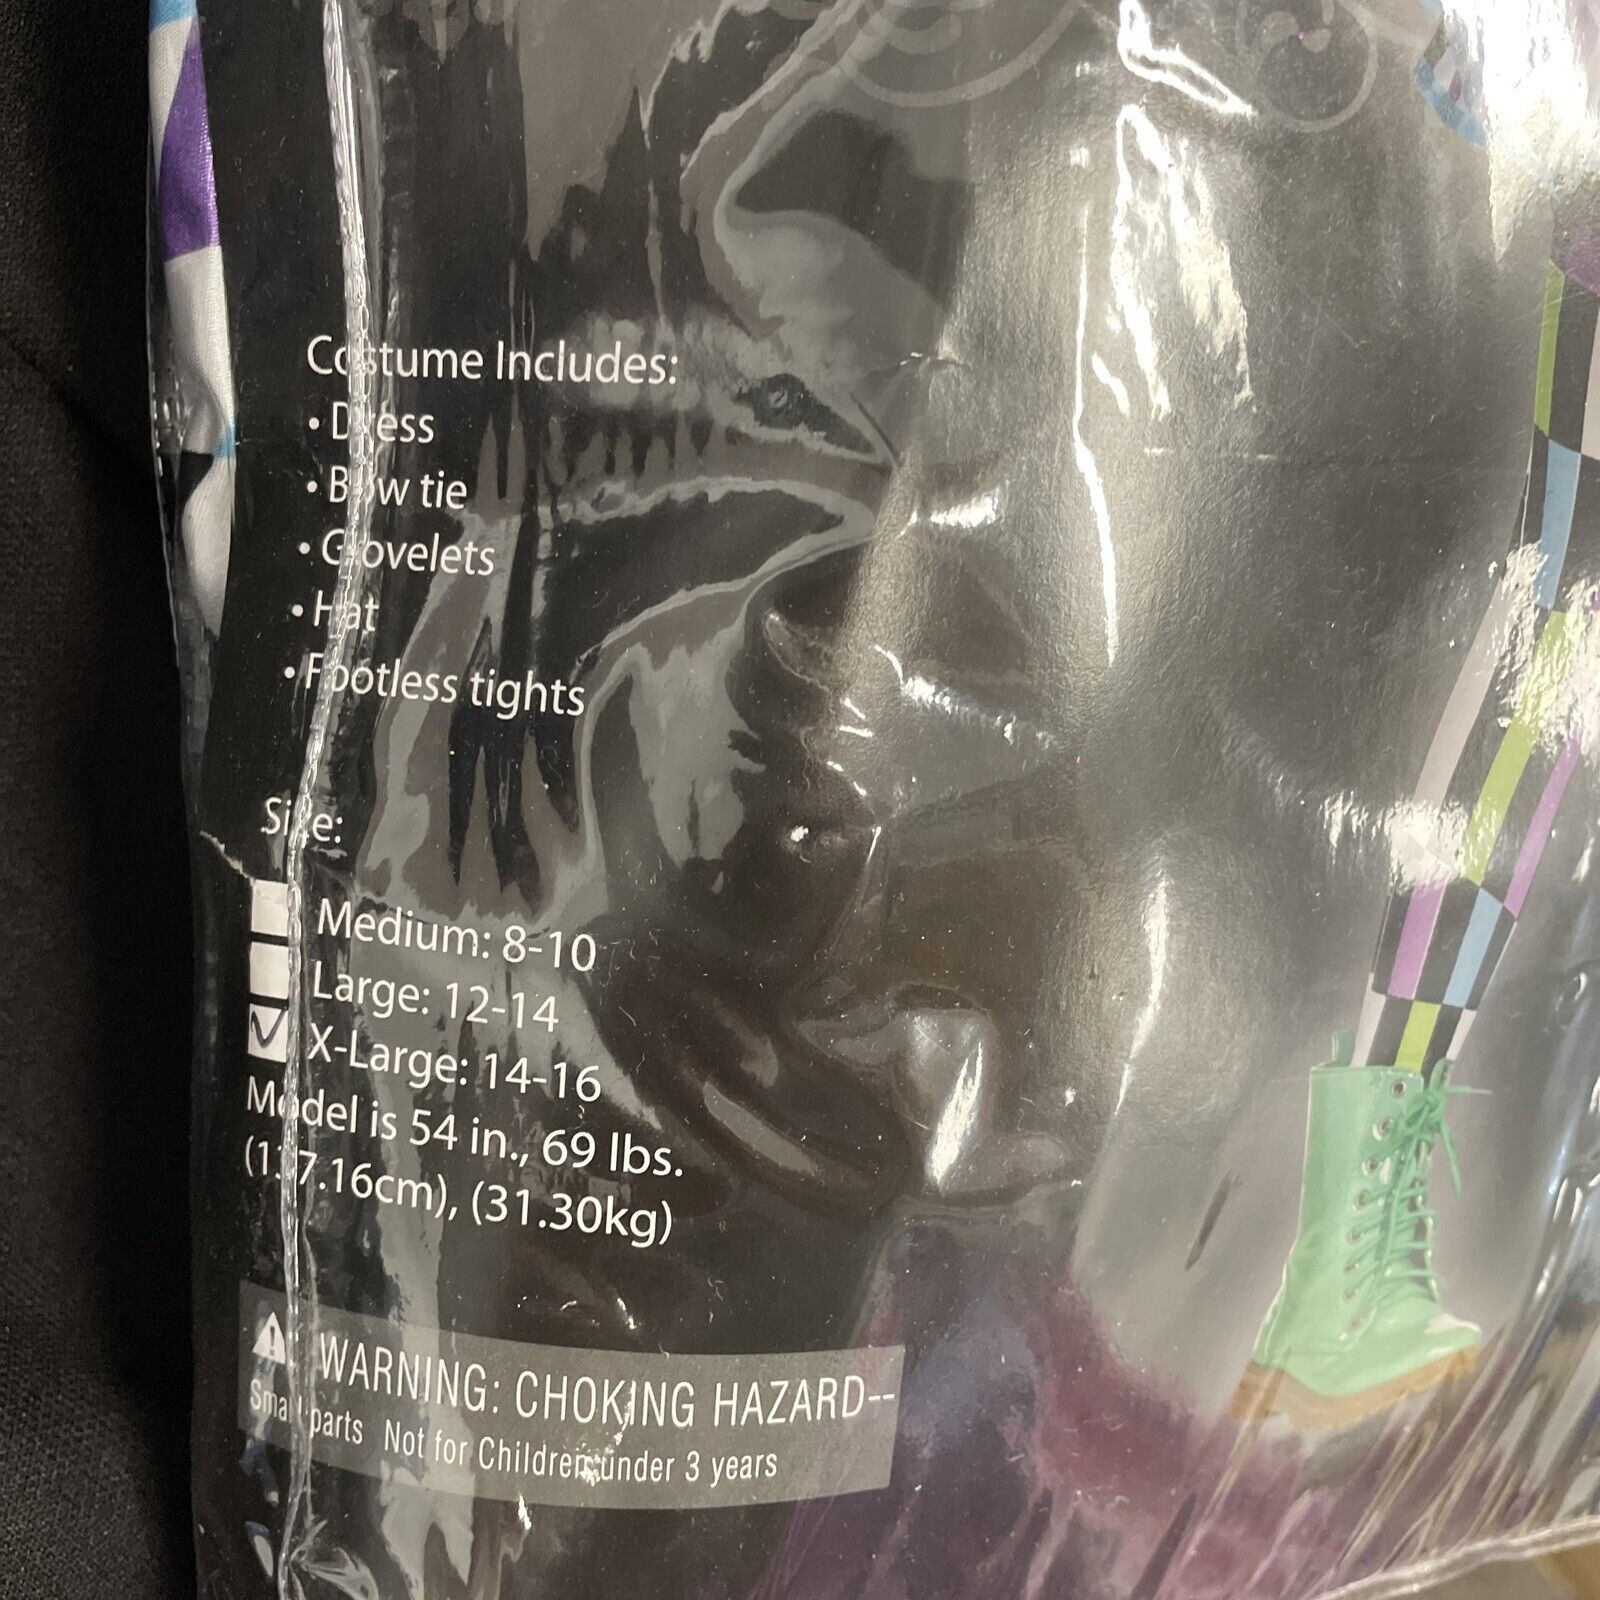 Costume Includes:
• Dress
• Bow tie
• Glovelets
• Hat
• Footless tights
Size:
Medium: 8-10
Large: 12-14
X-Large: 14-16
Model is 54 in., 69 lbs.
(137.16cm), (31.30kg)
WARNING: CHOKING HAZARD--
Small parts Not for Children under 3 years